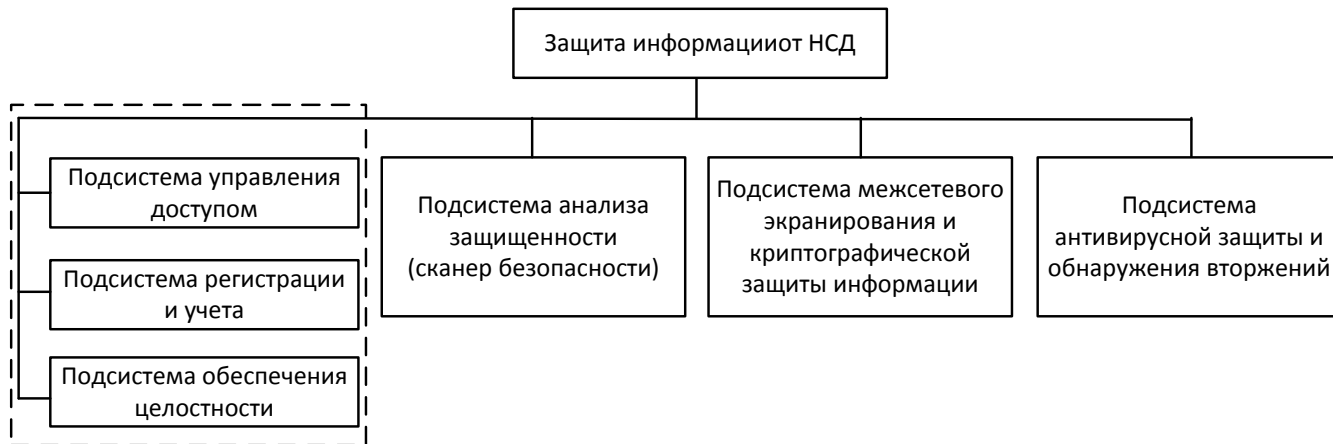 Защита информацииот НСД
Подсистема управления
доступом
Подсистема регистрации
и учета
Подсистема обеспечения
целостности
Подсистема анализа
защищенности
(сканер безопасности)
Подсистема межсетевого
экранирования и
криптографической
защиты информации
Подсистема
антивирусной защиты и
обнаружения вторжений